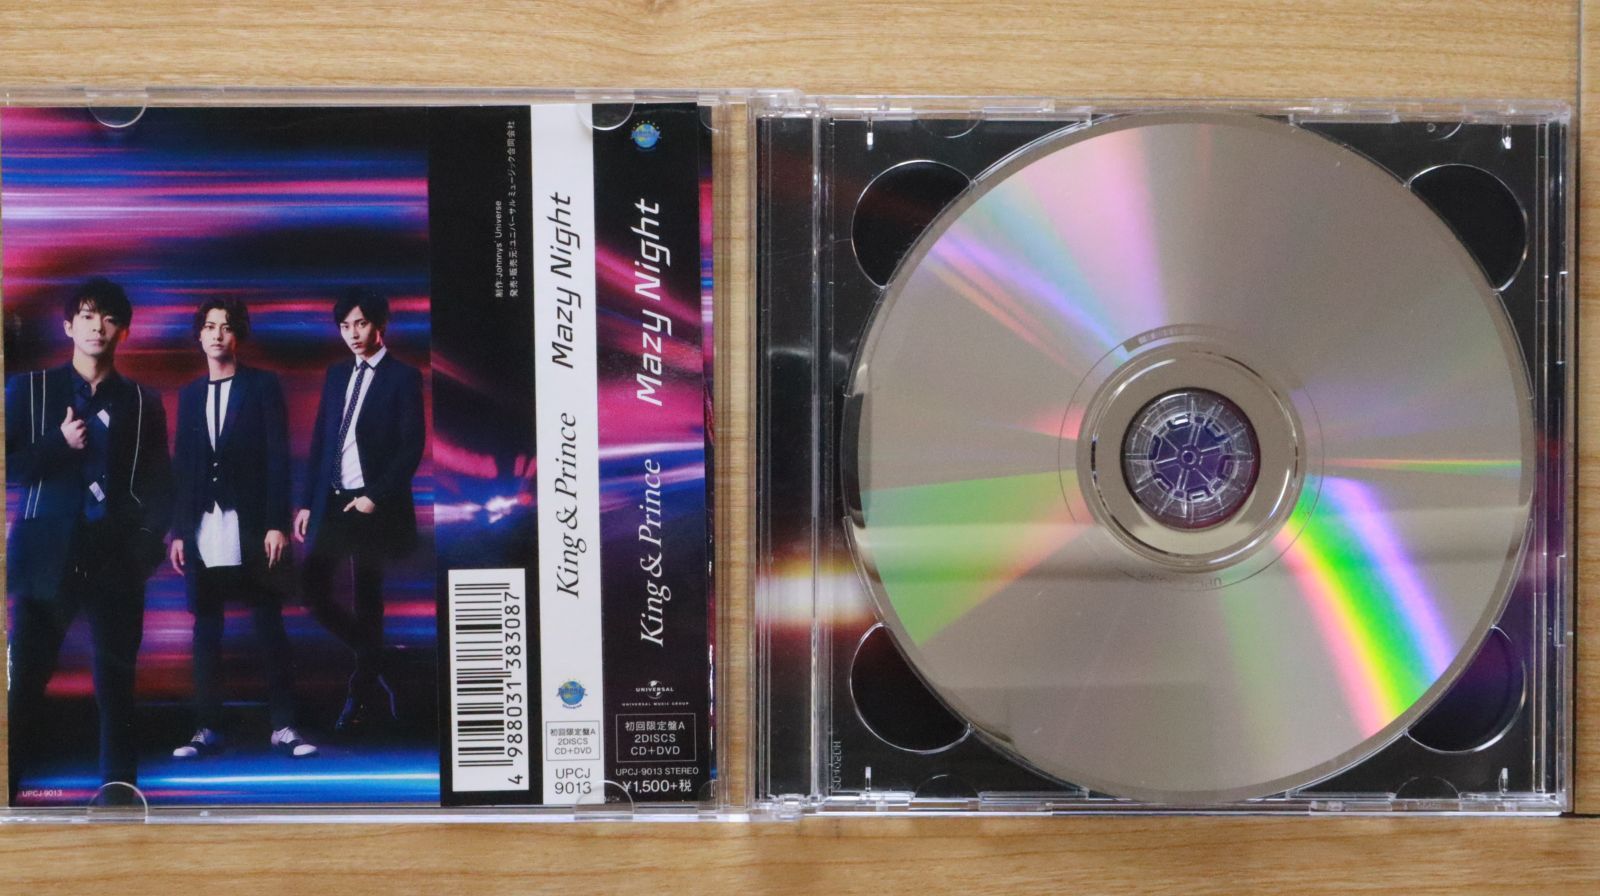 制作:Johnnys' Universe
発売・販売元:ユニバーサル ミュージック合同会社
King & Prince Mazy Night
King & Prince Mazy Night
4 988031 383087
Universe
初回限定盤A
2DISCS
CD+DVD
UPCJ
9013
UNIVERSAL
UNIVERSAL MUSIC GROUP
初回限定盤A
2DISCS
CD+DVD
UPCJ-9013 STEREO
¥1,500+税
UPCJ-9013